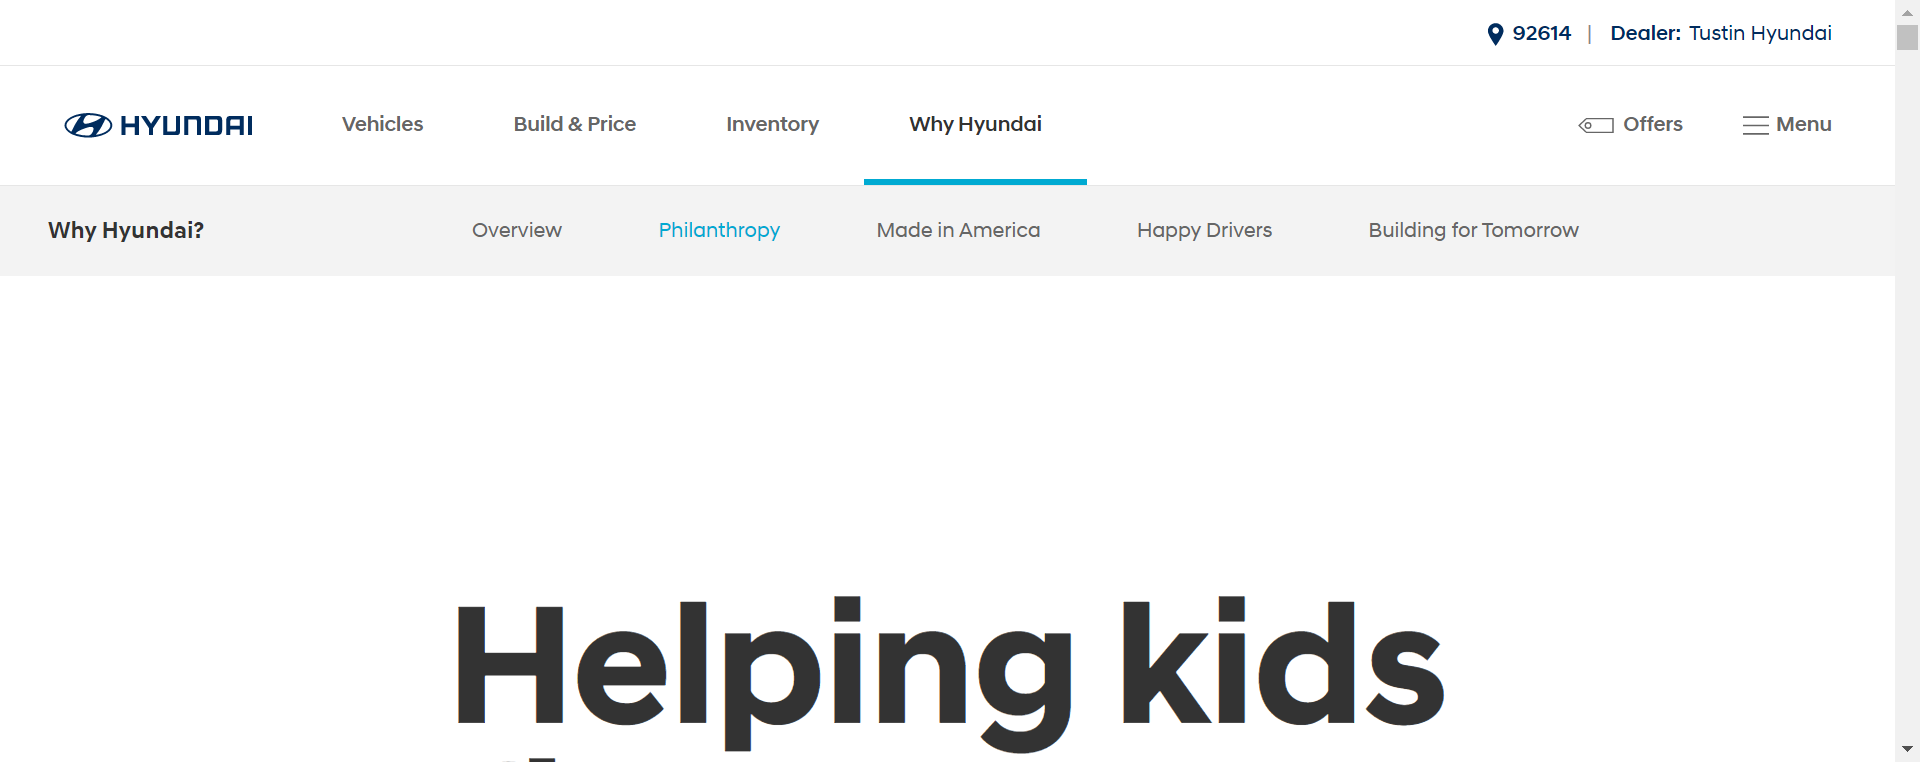 92614 | Dealer: Tustin Hyundai
HYUNDAI Vehicles Build & Price Inventory Why Hyundai Offers Menu
Why Hyundai? Overview Philanthropy Made in America Happy Drivers Building for Tomorrow
Helping kids